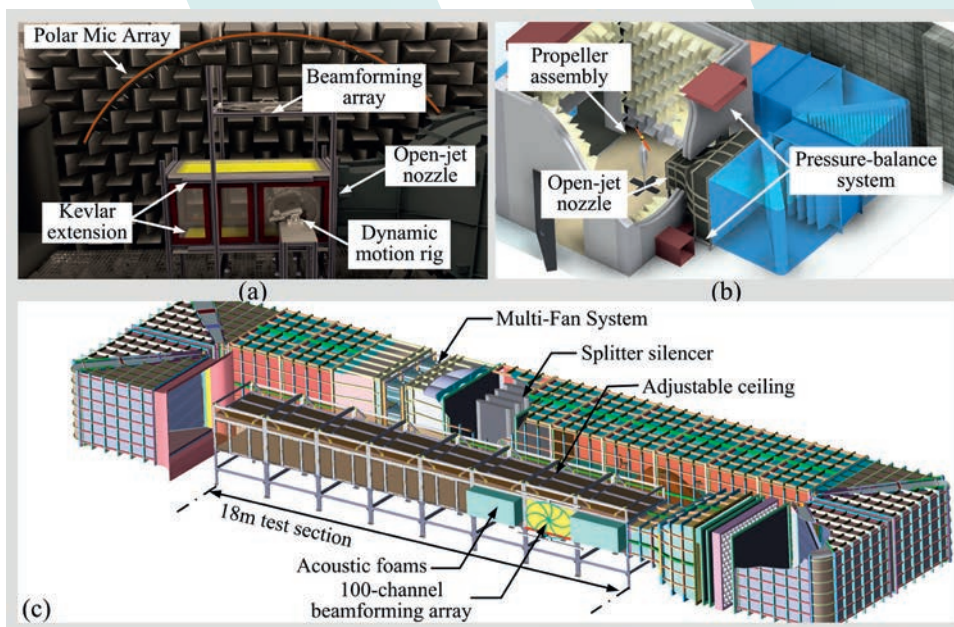 Polar Mic Array
Beamforming
array
Open-jet
nozzle
Kevlar
extension
Dynamic
motion rig
(a)
Propeller
assembly
Open-jet
nozzle
Pressure-balance
system
(b)
Multi-Fan System
Splitter silencer
Adjustable ceiling
18m test section
Acoustic foams
100-channel
beamforming array
(c)